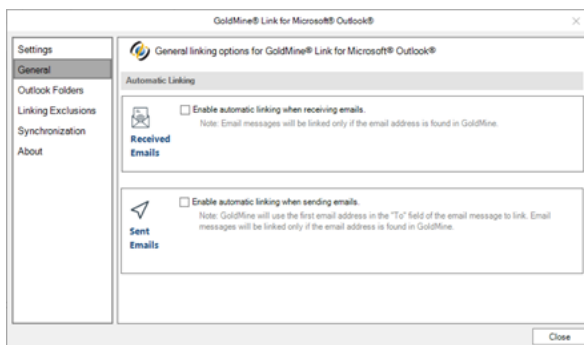 GoldMine® Link for Microsoft® Outlook®
Settings
General
Outlook Folders
Linking Exclusions
Synchronization
About
General linking options for GoldMine® Link for Microsoft® Outlook®
Automatic Linking
Enable automatic linking when receiving emails.
Note: Email messages will be linked only if the email address is found in GoldMine.
Received
Emails
Enable automatic linking when sending emails.
Note: GoldMine will use the first email address in the "To" field of the email message to link. Email
messages will be linked only if the email address is found in GoldMine.
Sent
Emails
Close